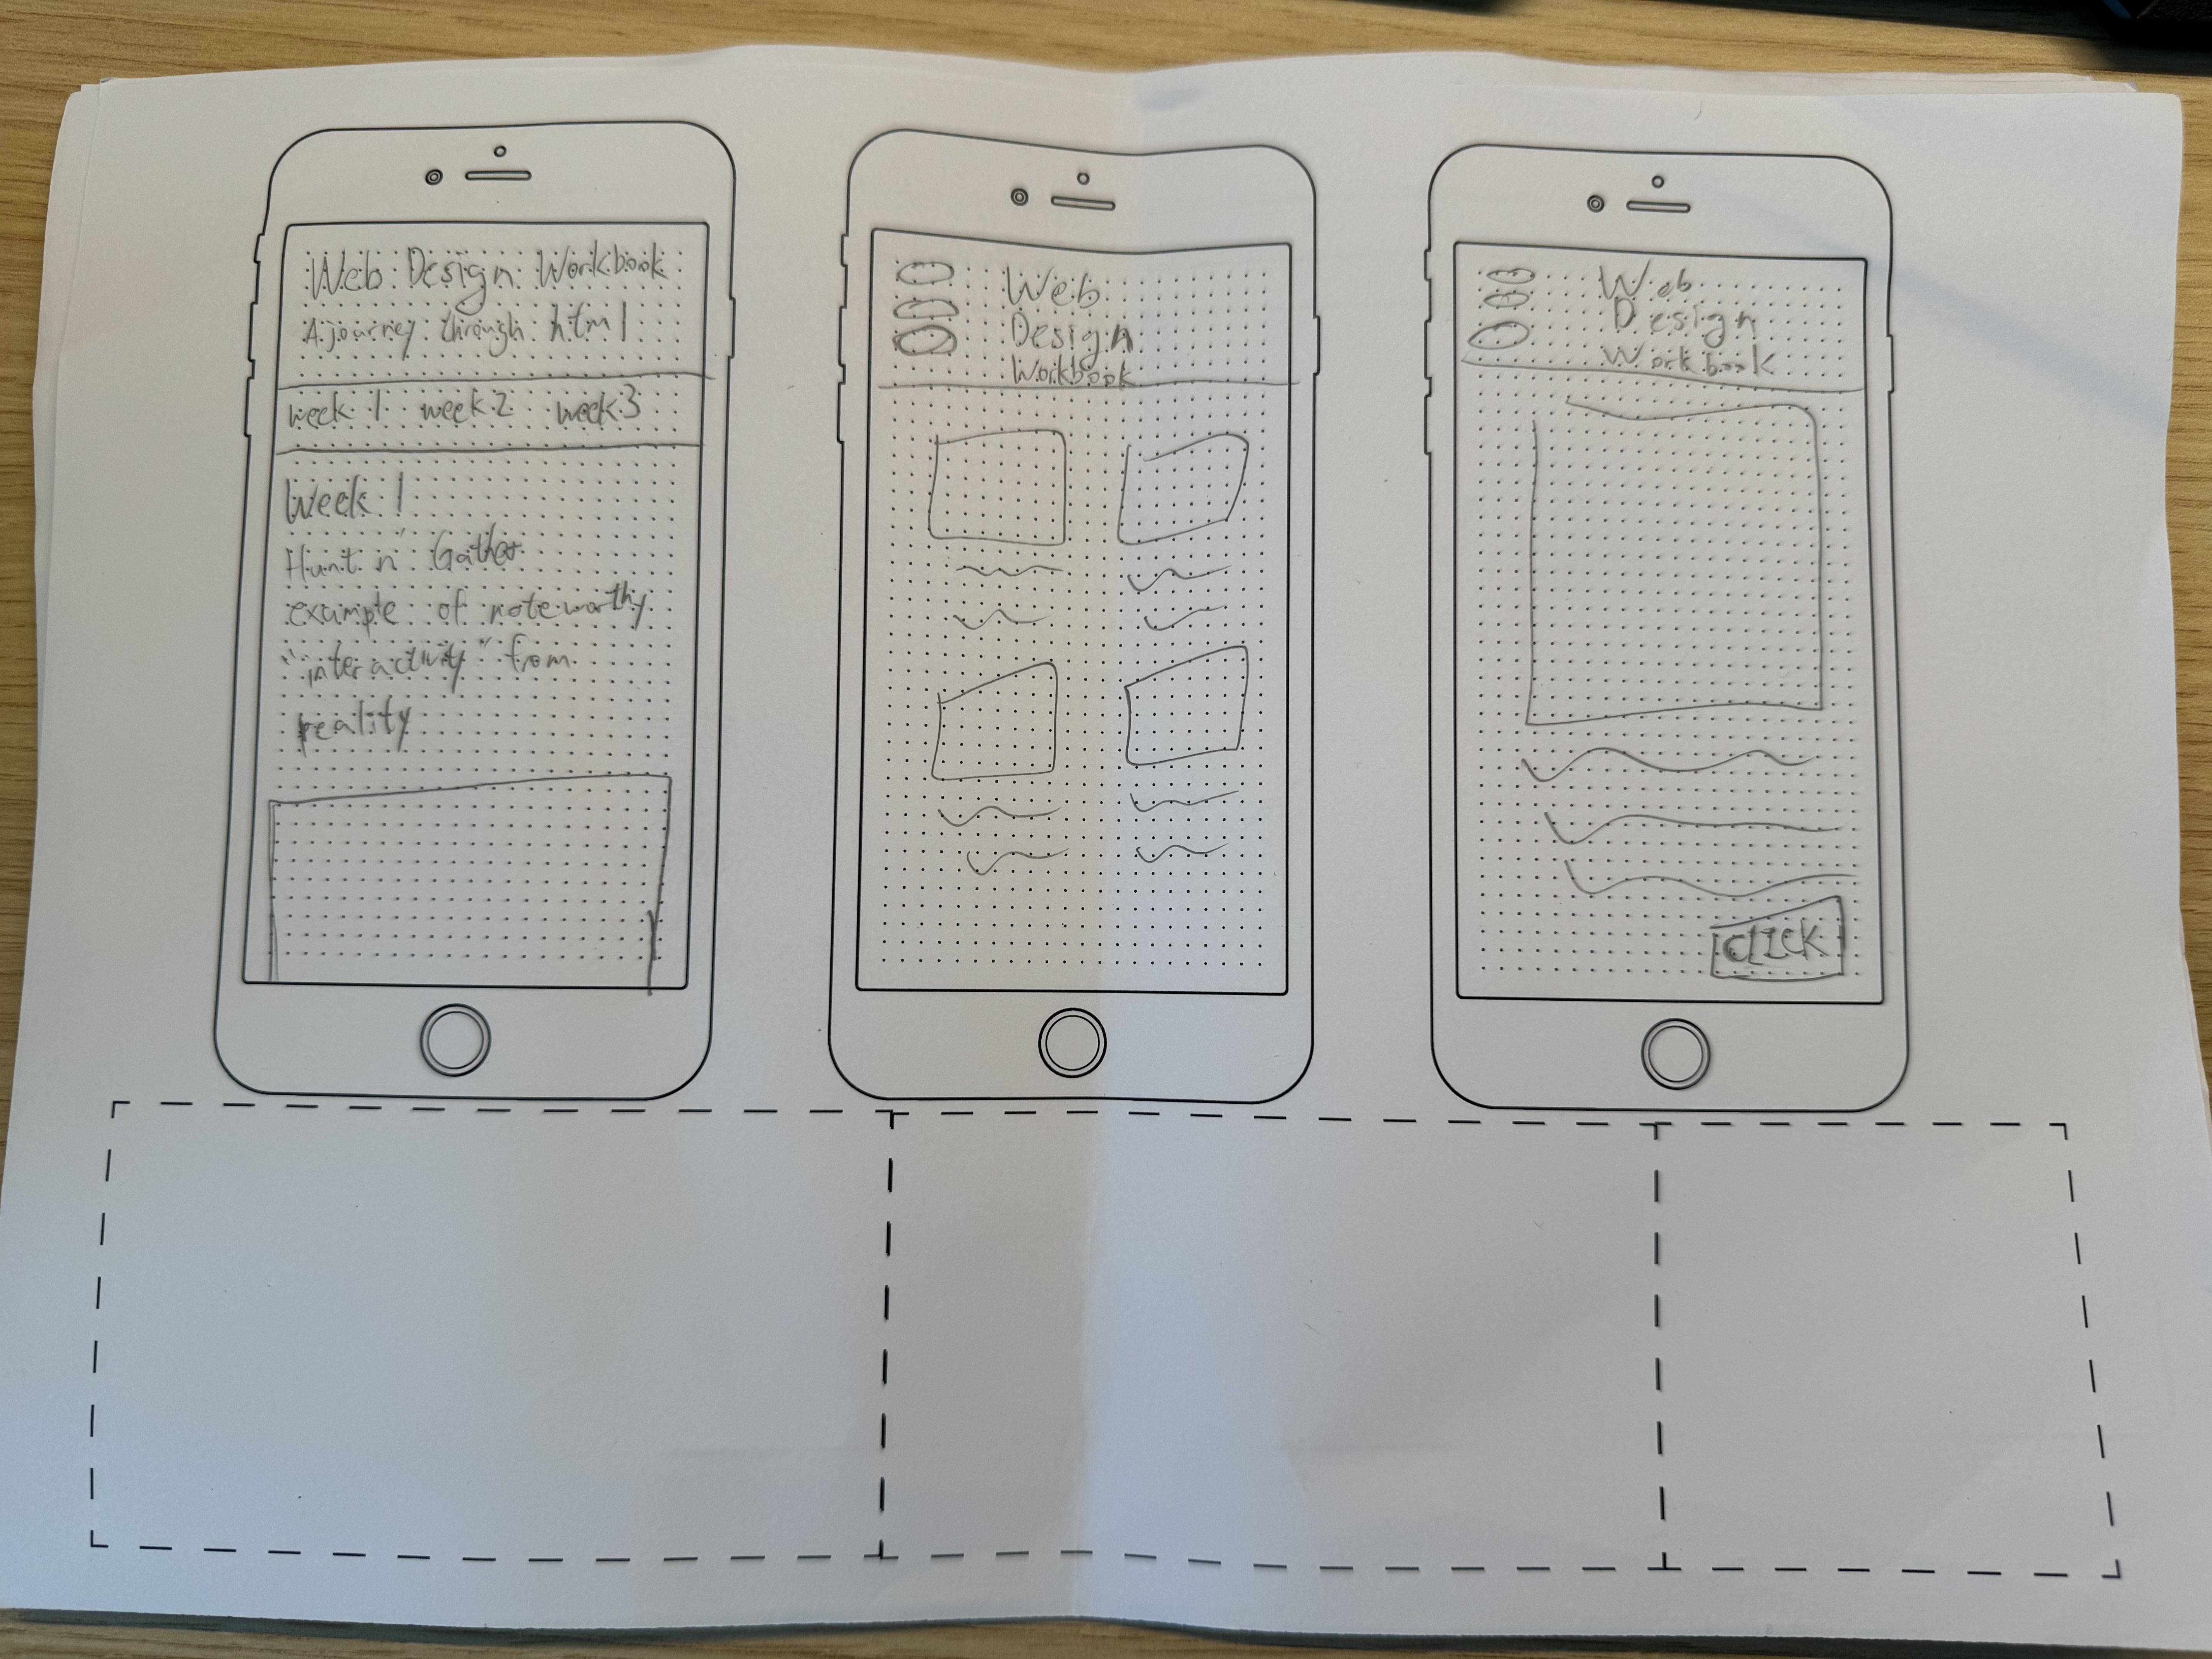 Web Design Workbook
A journey through html
week 1 week 2 week 3
Week 1
Hunt n' Gather
example of noteworthy
"interactivity" from
reality
Web
Design
Workbook
Web
Design
Workbook
CLICK